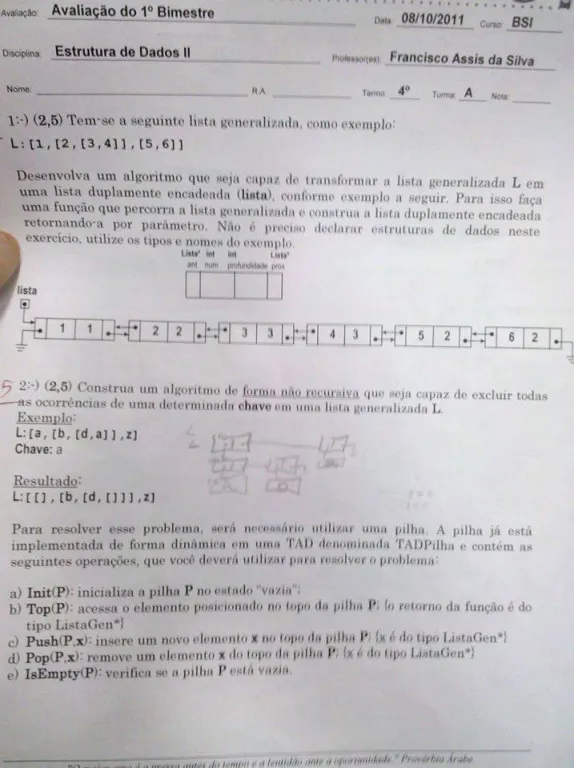 Avaliação: Avaliação do 1º Bimestre Data 08/10/2011 Curso: BSI
Disciplina: Estrutura de Dados II Professor(es): Francisco Assis da Silva
Nome: R.A. Termo: 4º Turma: A Nota:
1:-) (2,5) Tem-se a seguinte lista generalizada, como exemplo:
L:[1,[2,[3,4]],[5,6]]
Desenvolva um algoritmo que seja capaz de transformar a lista generalizada L em
uma lista duplamente encadeada (lista), conforme exemplo a seguir. Para isso faça
uma função que percorra a lista generalizada e construa a lista duplamente encadeada
retornando-a por parâmetro. Não é preciso declarar estruturas de dados neste
exercício, utilize os tipos e nomes do exemplo.
Lista* int int Lista*
ant num profundidade prox
lista
1 1 2 2 3 3 4 3 5 2 6 2
2:-) (2,5) Construa um algoritmo de forma não recursiva que seja capaz de excluir todas
as ocorrências de uma determinada chave em uma lista generalizada L.
Exemplo:
L:[a,[b,[d,a]],z]
Chave: a
Resultado:
L:[[],[b,[d,[]]],z]
Para resolver esse problema, será necessário utilizar uma pilha. A pilha já está
implementada de forma dinâmica em uma TAD denominada TADPilha e contém as
seguintes operações, que você deverá utilizar para resolver o problema:
a) Init(P): inicializa a pilha P no estado "vazia";
b) Top(P): acessa o elemento posicionado no topo da pilha P; {o retorno da função é do
tipo ListaGen*}
c) Push(P,x): insere um novo elemento x no topo da pilha P; {x é do tipo ListaGen*}
d) Pop(P,x): remove um elemento x do topo da pilha P; {x é do tipo ListaGen*}
e) IsEmpty(P): verifica se a pilha P está vazia.
antes do tempo e a lentidão ante a oportunidade." Provérbio Árabe